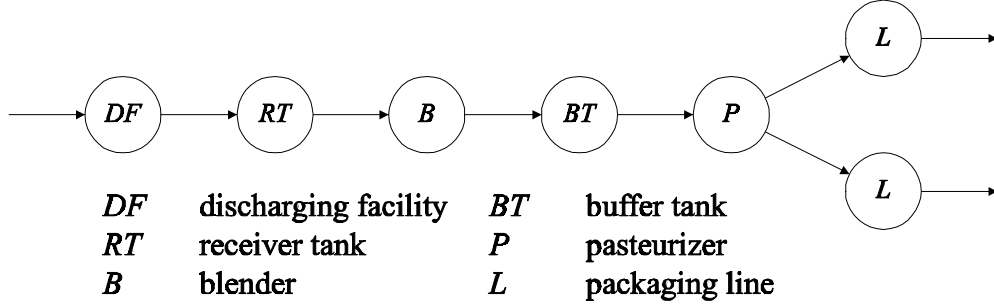 L
DF RT B BT P
L
DF discharging facility BT buffer tank
RT receiver tank P pasteurizer
B blender L packaging line